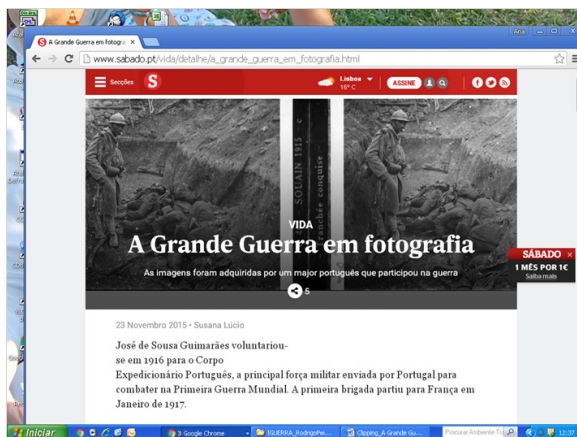 A Grande Guerra em fotogra
Ana
www.sabado.pt/vida/detalhe/a_grande_guerra_em_fotografia.html
Secções
S
Lisboa
16º C
ASSINE
SOUAIN 1915 - c
tranchée conquise -
VIDA
A Grande Guerra em fotografia
As imagens foram adquiridas por um major português que participou na guerra
5
SÁBADO
1 MÊS POR 1€
Saiba mais
23 Novembro 2015 • Susana Lúcio
José de Sousa Guimarães voluntariou-
se em 1916 para o Corpo
Expedicionário Português, a principal força militar enviada por Portugal para
combater na Primeira Guerra Mundial. A primeira brigada partiu para França em
Janeiro de 1917.
Iniciar
3 Google Chrome
IGUERRA_RodrigoPei...
Clipping_A Grande Gu...
Procurar Ambiente Tra
12:37